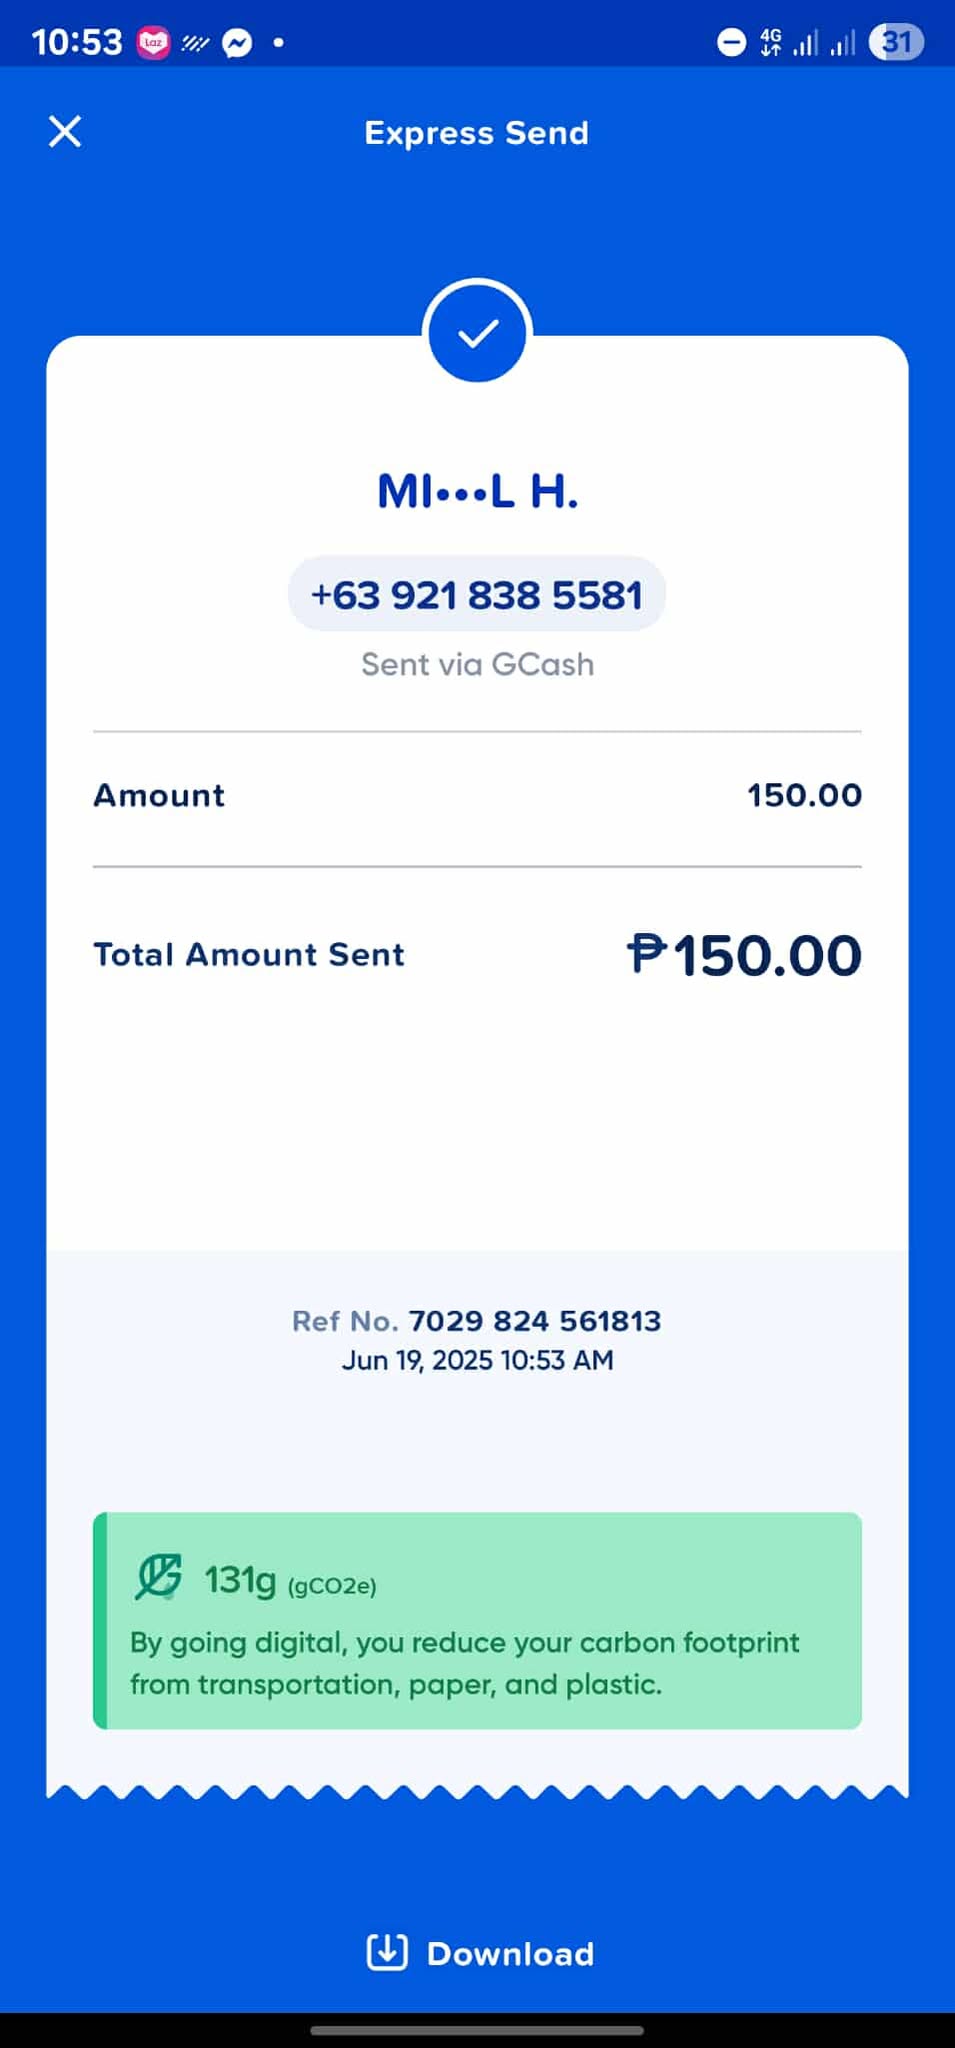 10:53 Laz 4G 31
Express Send
MI•••L H.
+63 921 838 5581
Sent via GCash
Amount 150.00
Total Amount Sent ₱150.00
Ref No. 7029 824 561813
Jun 19, 2025 10:53 AM
131g (gCO2e)
By going digital, you reduce your carbon footprint
from transportation, paper, and plastic.
Download